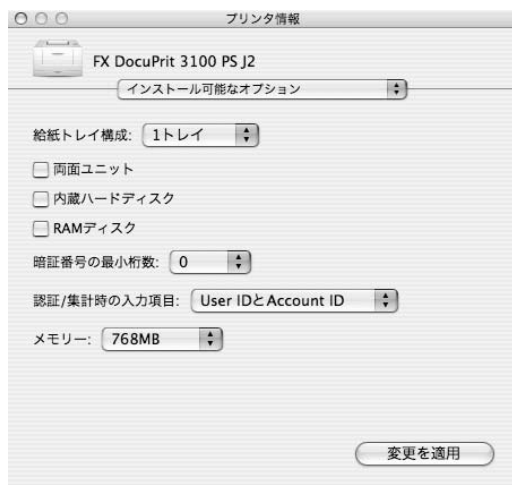 プリンタ情報
FX DocuPrit 3100 PS J2
インストール可能なオプション
給紙トレイ構成: 1トレイ
両面ユニット
内蔵ハードディスク
RAMディスク
暗証番号の最小桁数: 0
認証/集計時の入力項目: User IDとAccount ID
メモリー: 768MB
変更を適用